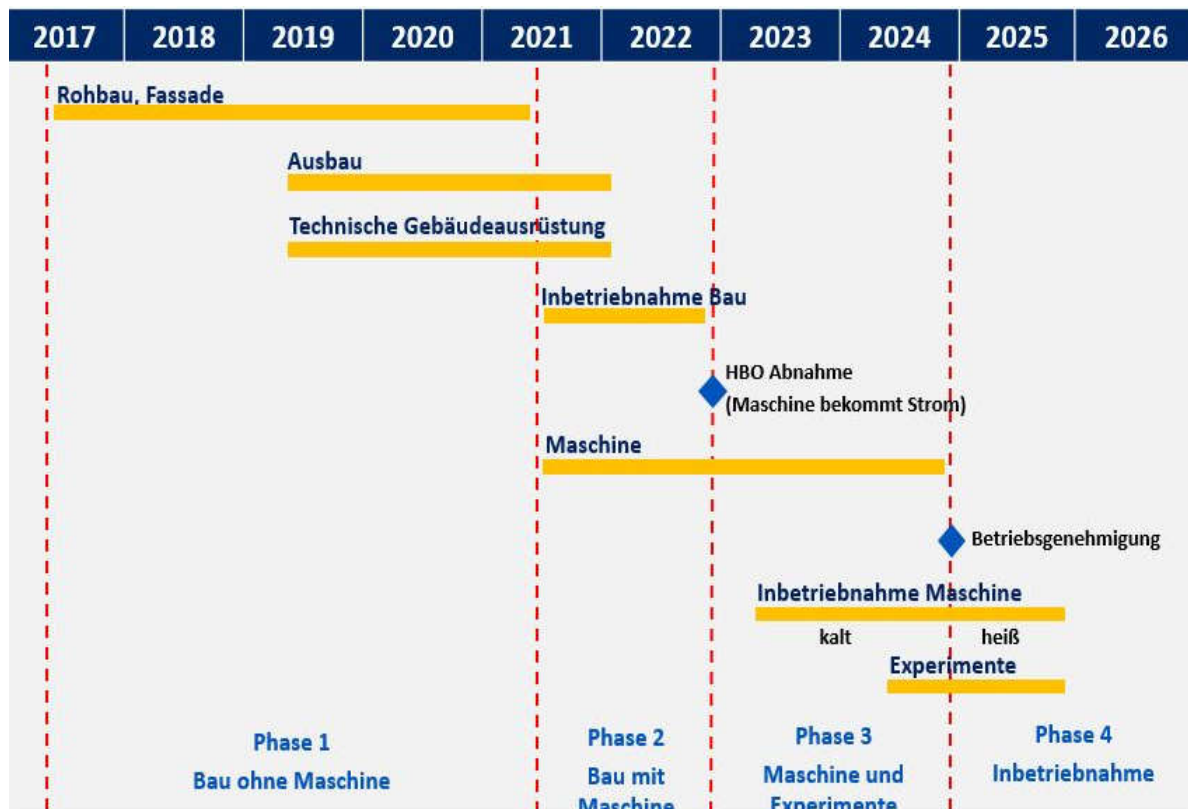 2017 2018 2019 2020 2021 2022 2023 2024 2025 2026
Rohbau, Fassade
Ausbau
Technische Gebäudeausrüstung
Inbetriebnahme Bau
HBO Abnahme
(Maschine bekommt Strom)
Maschine
Betriebsgenehmigung
Inbetriebnahme Maschine
kalt heiß
Experimente
Phase 1
Bau ohne Maschine
Phase 2
Bau mit
Maschine
Phase 3
Maschine und
Experimente
Phase 4
Inbetriebnahme